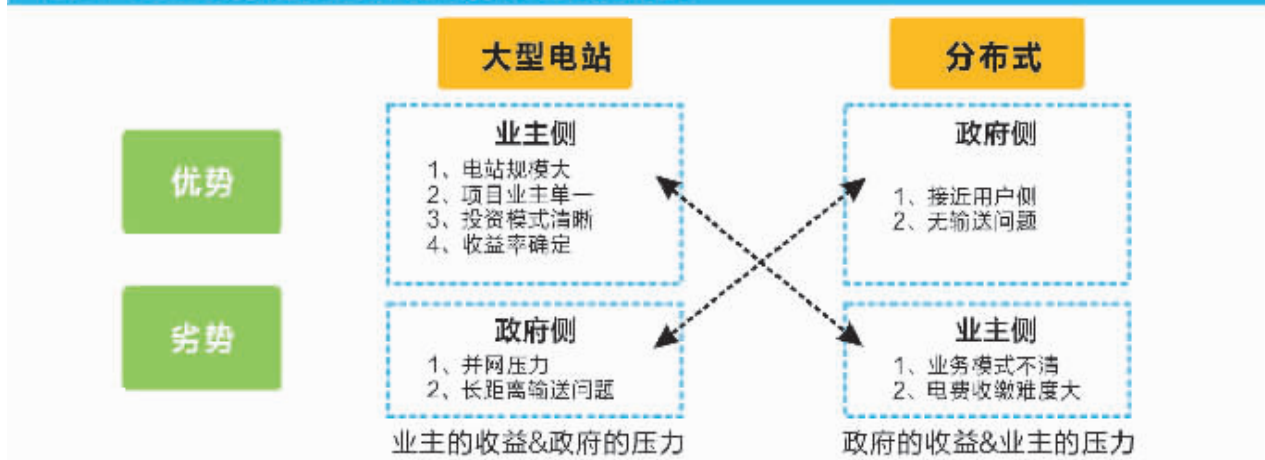 大型电站
分布式
优势
业主侧
1、电站规模大
2、项目业主单一
3、投资模式清晰
4、收益率确定
政府侧
1、接近用户侧
2、无输送问题
劣势
政府侧
1、并网压力
2、长距离输送问题
业主侧
1、业务模式不清
2、电费收缴难度大
业主的收益&政府的压力
政府的收益&业主的压力